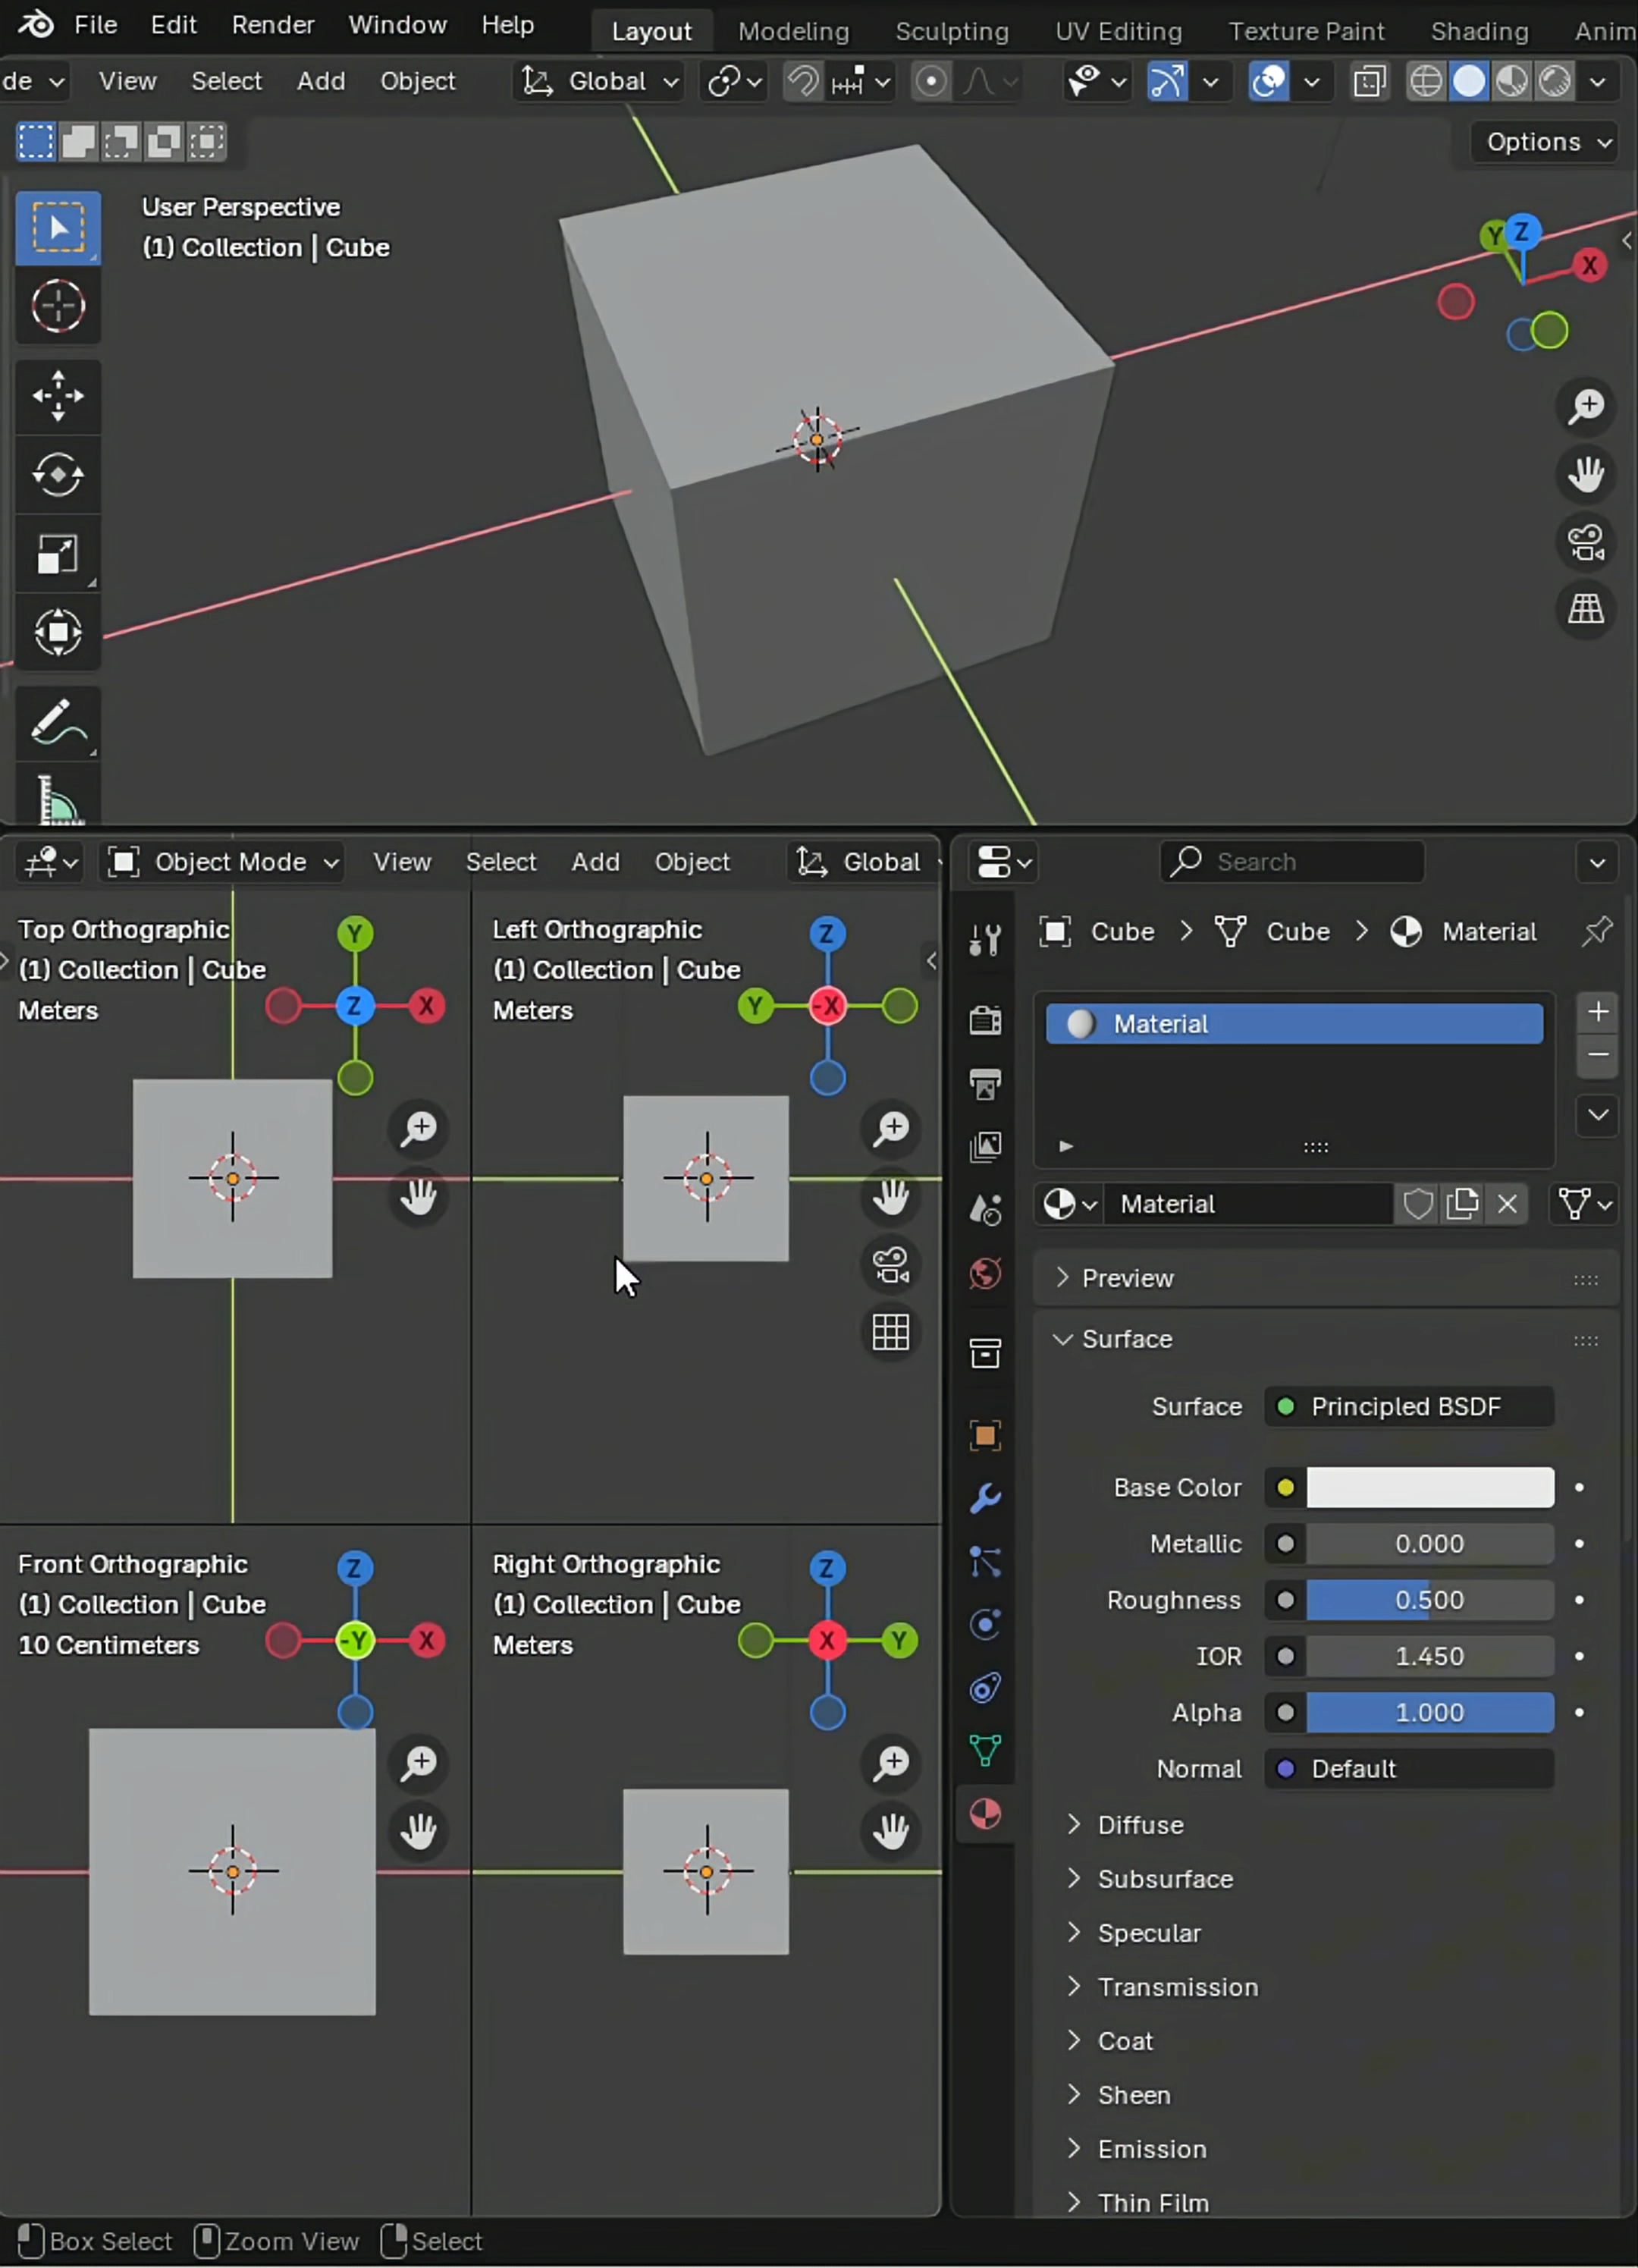 File Edit Render Window Help Layout Modeling Sculpting UV Editing Texture Paint Shading Anim
de View Select Add Object Global
Options
User Perspective
(1) Collection | Cube
Y Z X
Object Mode View Select Add Object Global
Top Orthographic
(1) Collection | Cube
Meters
Y
Z X
Left Orthographic
(1) Collection | Cube
Meters
Z
Y -X
Front Orthographic
(1) Collection | Cube
10 Centimeters
Z
-Y X
Right Orthographic
(1) Collection | Cube
Meters
Z
X Y
Search
Cube > Cube > Material
Material
Material
Preview
Surface
Surface Principled BSDF
Base Color
Metallic 0.000
Roughness 0.500
IOR 1.450
Alpha 1.000
Normal Default
Diffuse
Subsurface
Specular
Transmission
Coat
Sheen
Emission
Thin Film
Box Select Zoom View Select